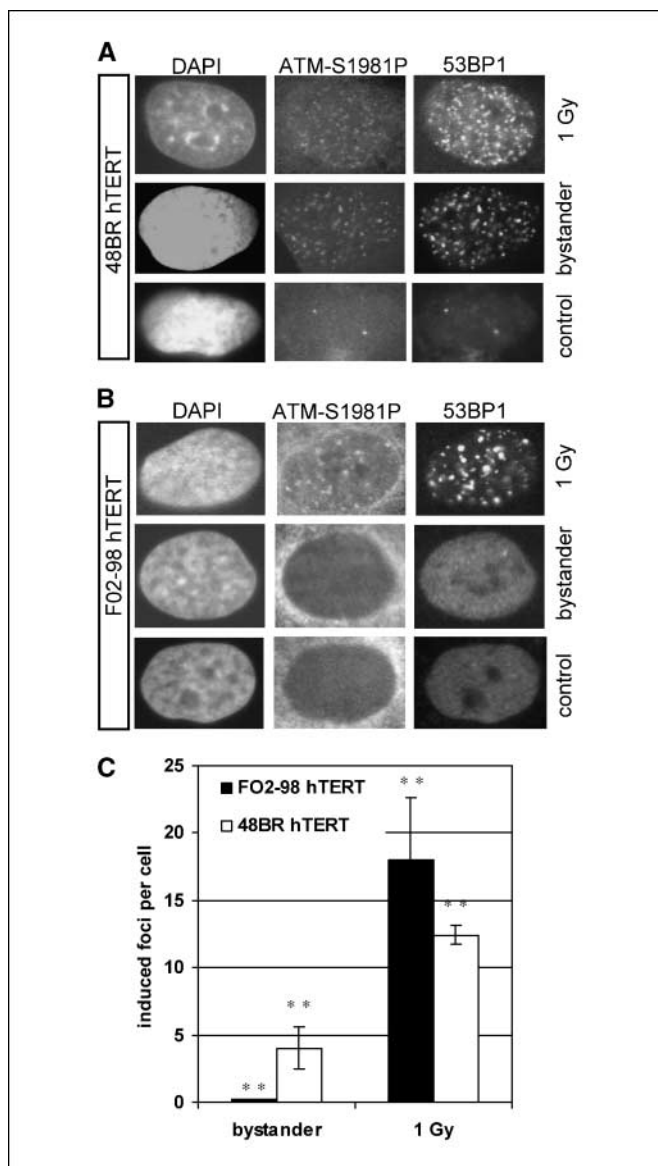 A
DAPI ATM-S1981P 53BP1
48BR hTERT
1 Gy
bystander
control
B
DAPI ATM-S1981P 53BP1
F02-98 hTERT
1 Gy
bystander
control
C
induced foci per cell
25
20
15
10
5
0
FO2-98 hTERT
48BR hTERT
**
**
**
**
bystander 1 Gy